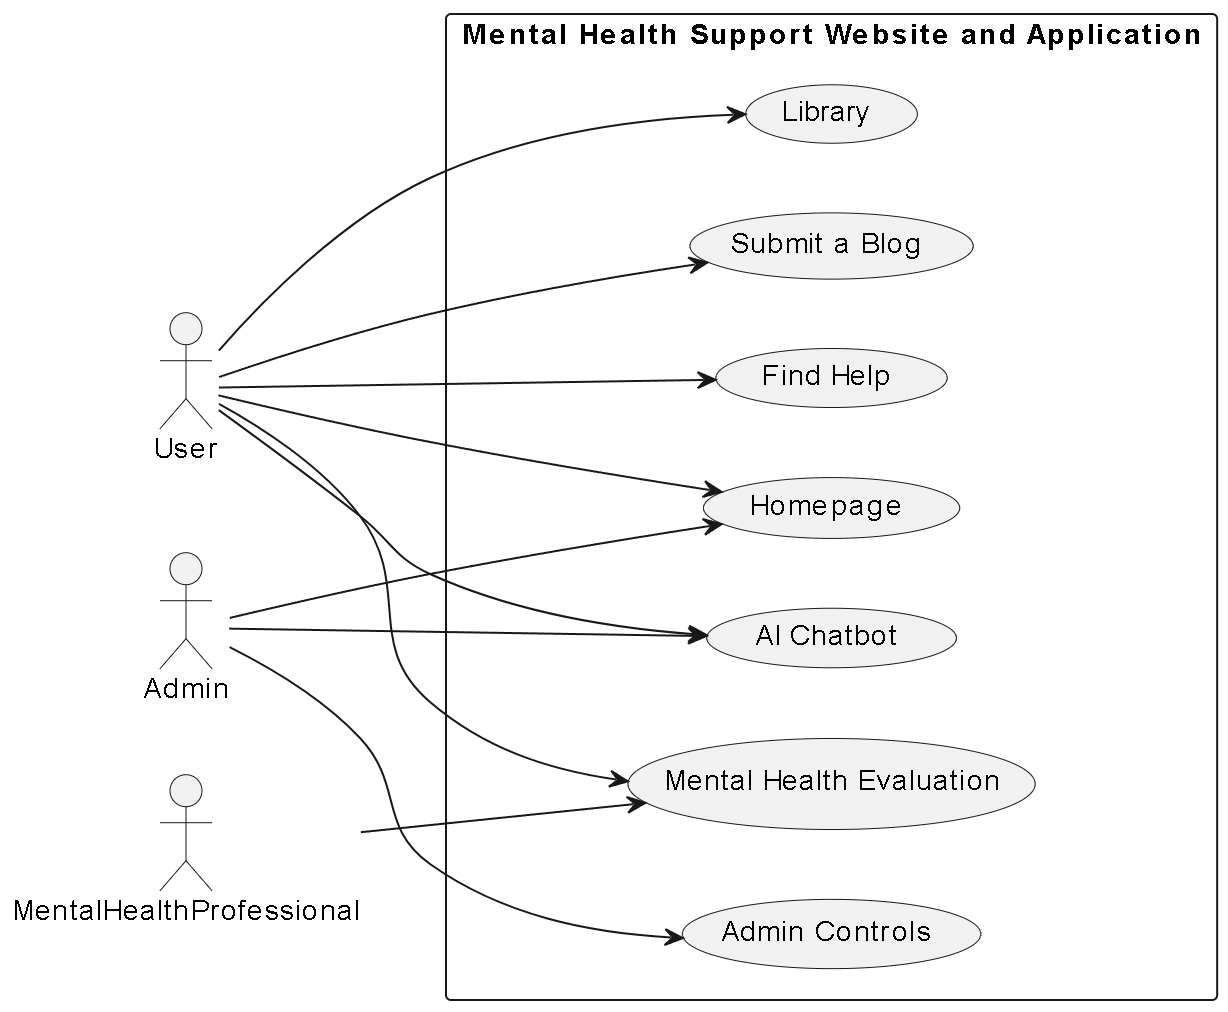 Mental Health Support Website and Application
Library
Submit a Blog
Find Help
User
Homepage
AI Chatbot
Admin
Mental Health Evaluation
MentalHealthProfessional
Admin Controls